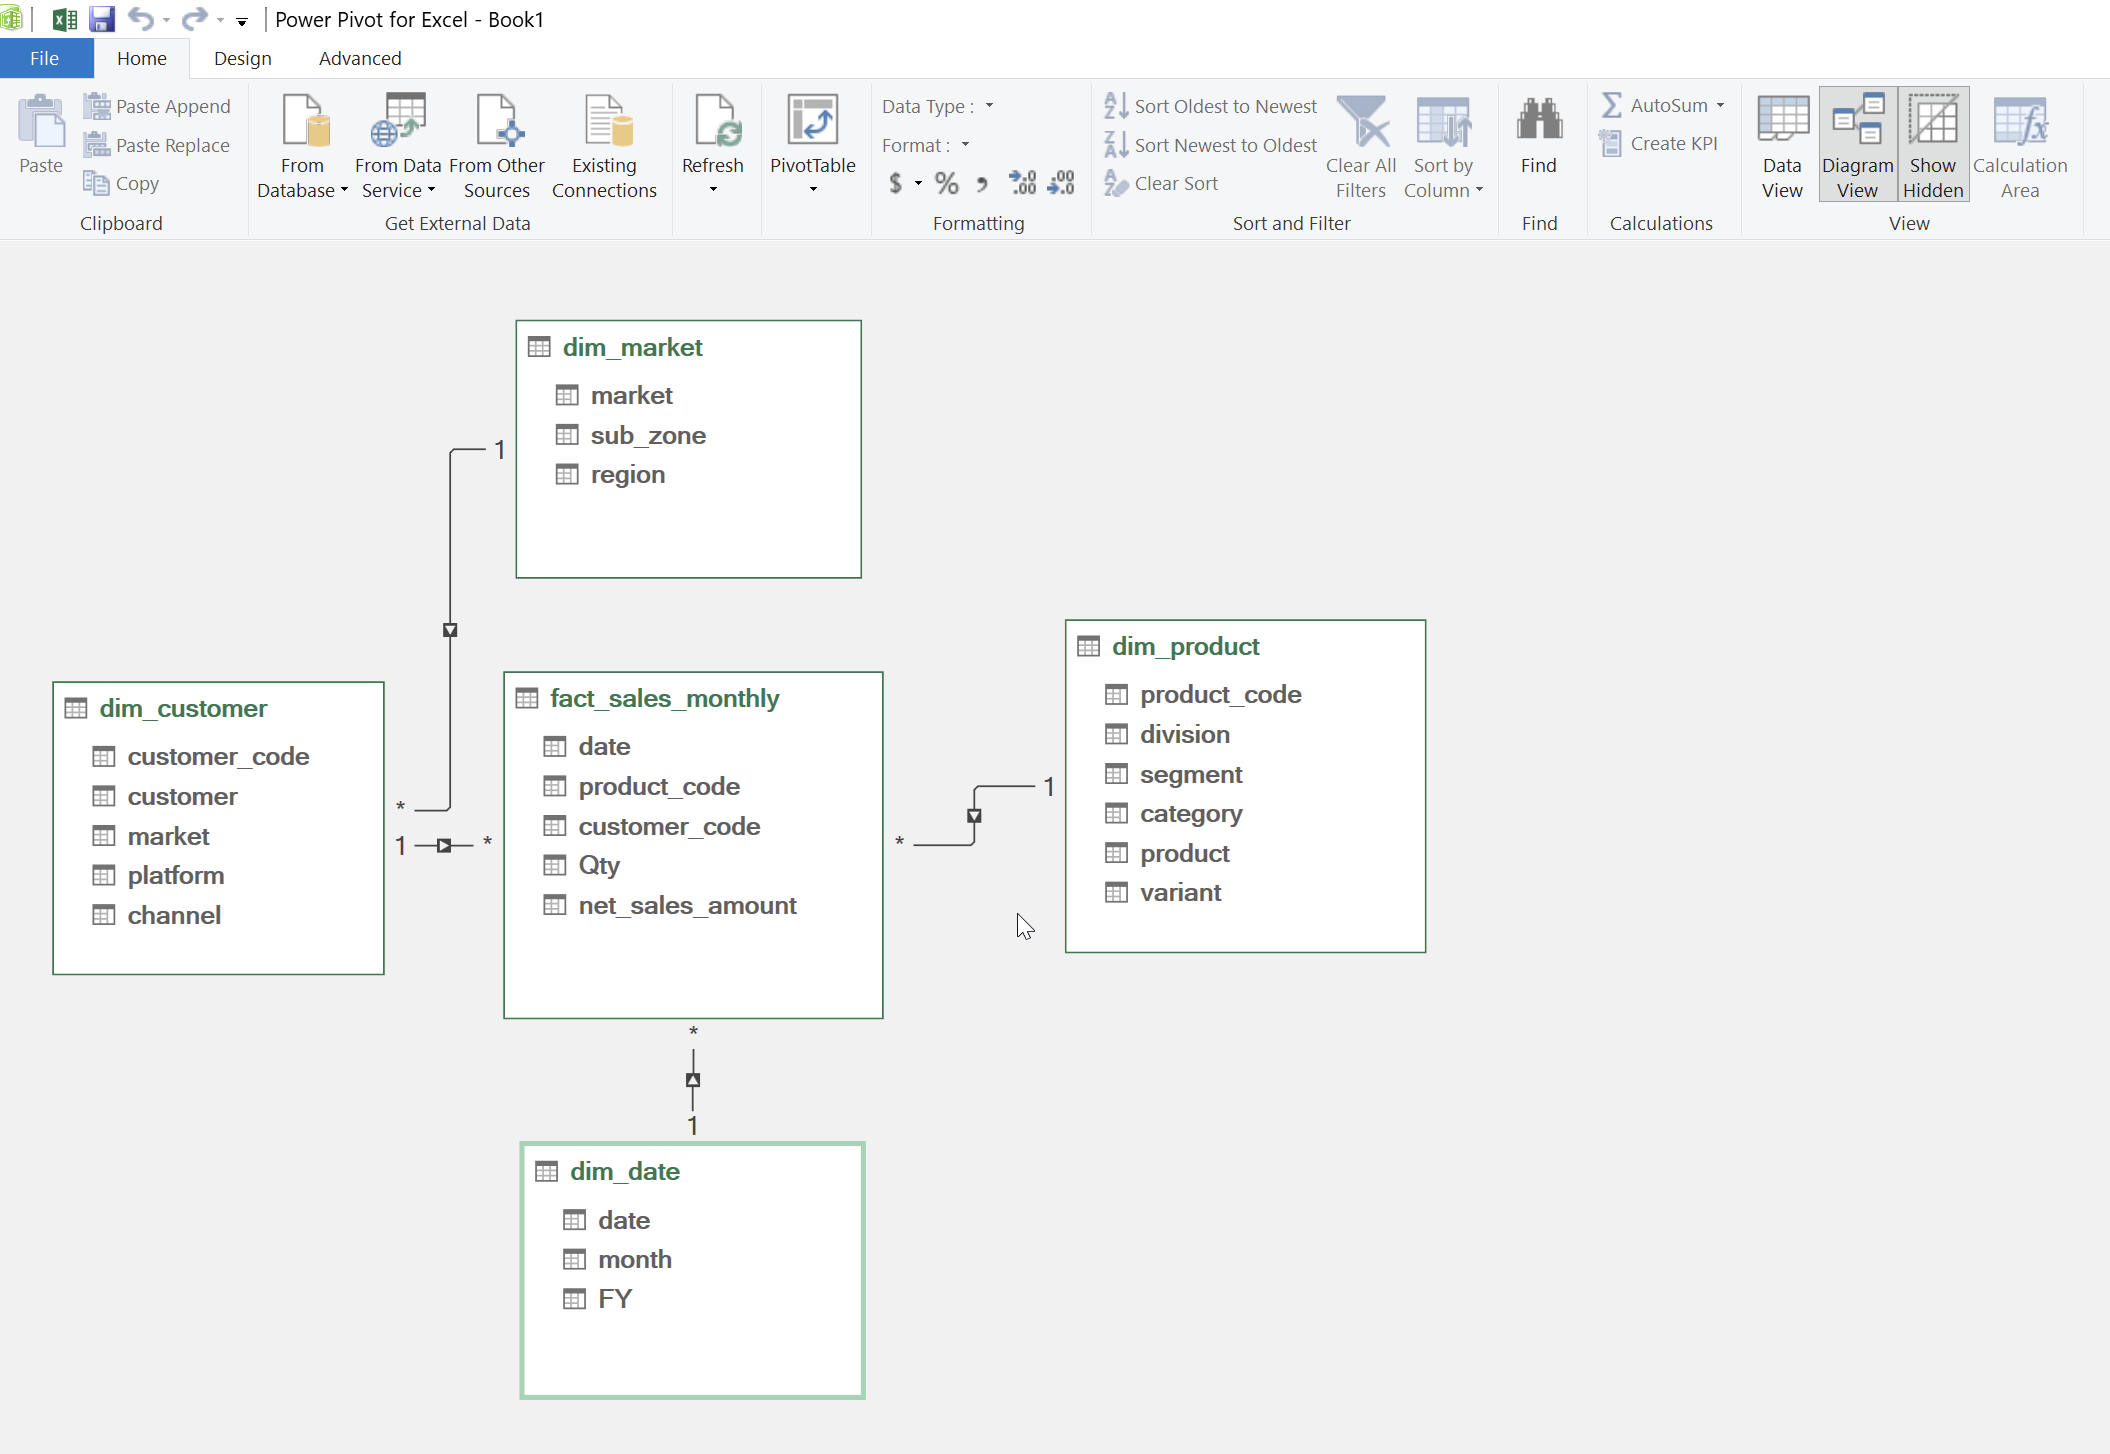 Power Pivot for Excel - Book1
File Home Design Advanced
Paste
Paste Append
Paste Replace
Copy
Clipboard
From Database
From Data Service
From Other Sources
Existing Connections
Get External Data
Refresh
PivotTable
Data Type :
Format :
$ % , .00 .00
Formatting
Sort Oldest to Newest
Sort Newest to Oldest
Clear Sort
Clear All Filters
Sort by Column
Sort and Filter
Find
Find
AutoSum
Create KPI
Calculations
Data View
Diagram View
Show Hidden
Calculation Area
View
dim_market
market
sub_zone
region
1
*
dim_customer
customer_code
customer
market
platform
channel
1 *
fact_sales_monthly
date
product_code
customer_code
Qty
net_sales_amount
* 1
dim_product
product_code
division
segment
category
product
variant
*
1
dim_date
date
month
FY